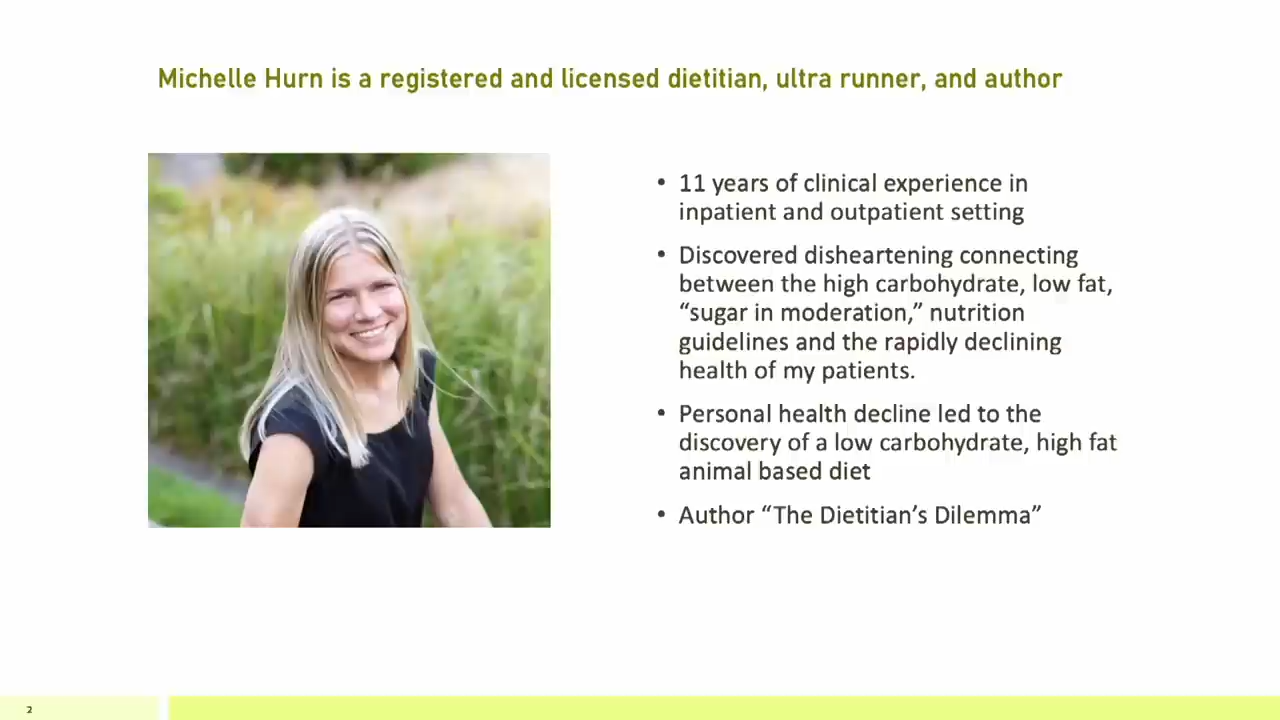 Michelle Hurn is a registered and licensed dietitian, ultra runner, and author
• 11 years of clinical experience in
inpatient and outpatient setting
• Discovered disheartening connecting
between the high carbohydrate, low fat,
“sugar in moderation,” nutrition
guidelines and the rapidly declining
health of my patients.
• Personal health decline led to the
discovery of a low carbohydrate, high fat
animal based diet
• Author “The Dietitian’s Dilemma”
2